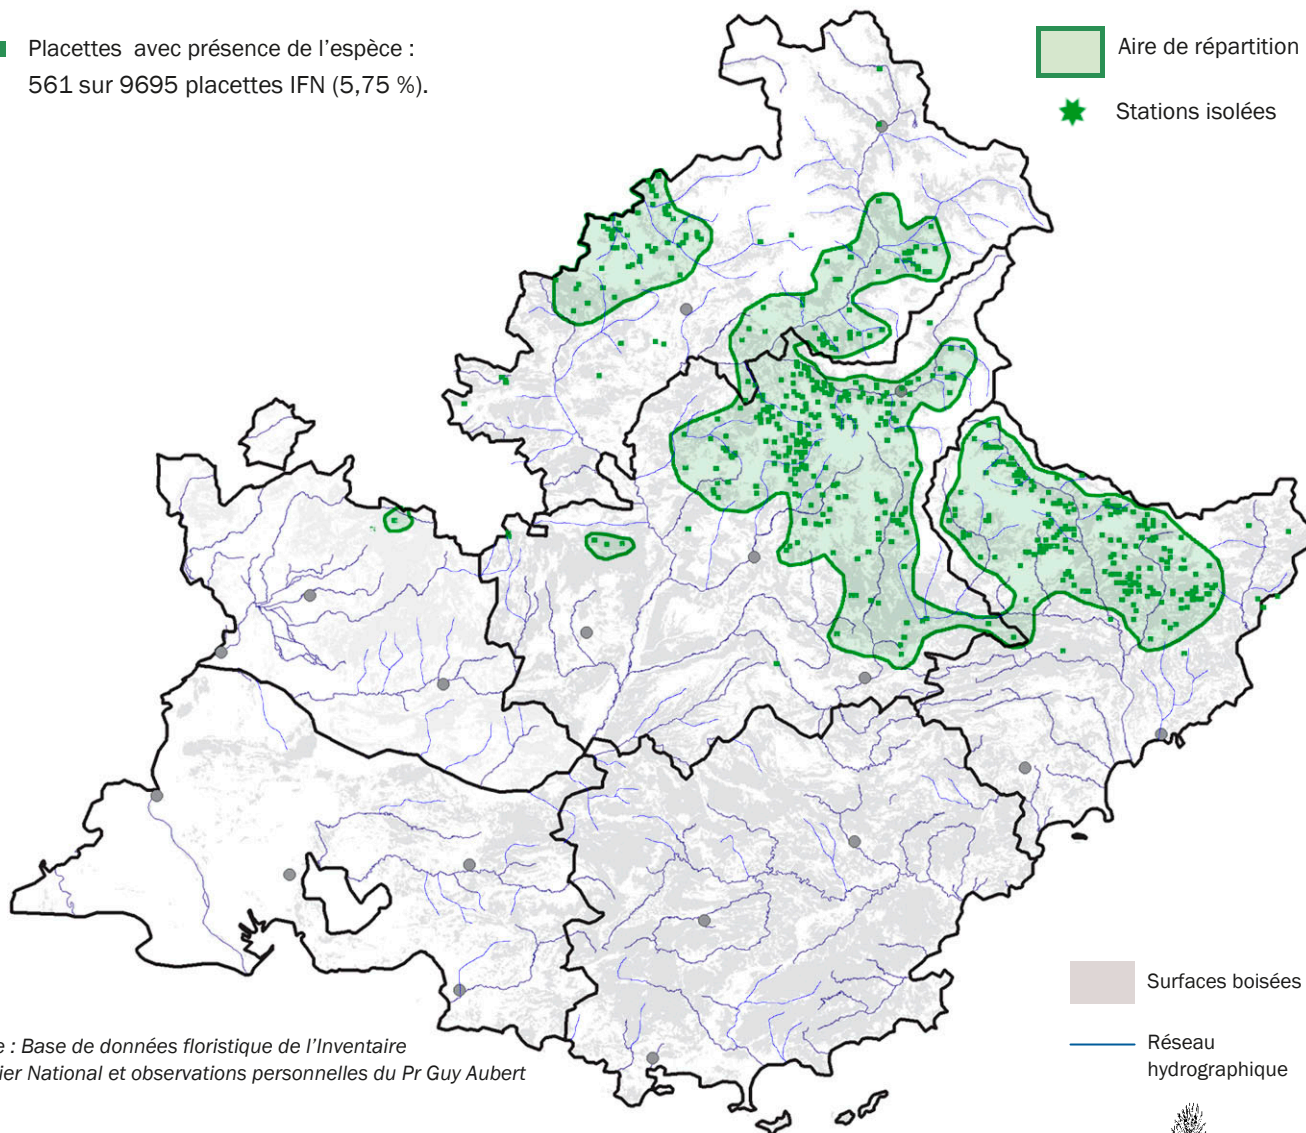 Placettes avec présence de l'espèce :
561 sur 9695 placettes IFN (5,75 %).
Aire de répartition
Stations isolées
Surfaces boisées
Réseau
hydrographique
e : Base de données floristique de l'Inventaire
ier National et observations personnelles du Pr Guy Aubert